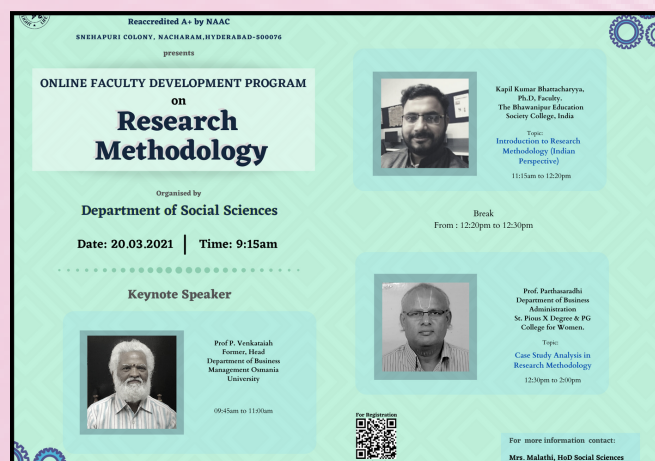 Reaccredited A+ by NAAC
SNEHAPURI COLONY, NACHARAM,HYDERABAD-500076
presents
ONLINE FACULTY DEVELOPMENT PROGRAM
on
Research
Methodology
Organised by
Department of Social Sciences
Date: 20.03.2021 | Time: 9:15am
Keynote Speaker
Prof P. Venkataiah
Former, Head
Department of Business
Management Osmania
University
09:45am to 11:00am
Kapil Kumar Bhattacharyya,
Ph.D, Faculty,
The Bhawanipur Education
Society College, India
Topic:
Introduction to Research
Methodology (Indian
Perspective)
11:15am to 12:20pm
Break
From : 12:20pm to 12:30pm
Prof. Parthasaradhi
Department of Business
Administration
St. Pious X Degree & PG
College for Women.
Topic:
Case Study Analysis in
Research Methodology
12:30pm to 2:00pm
For Registration
For more information contact:
Mrs. Malathi, HoD Social Sciences